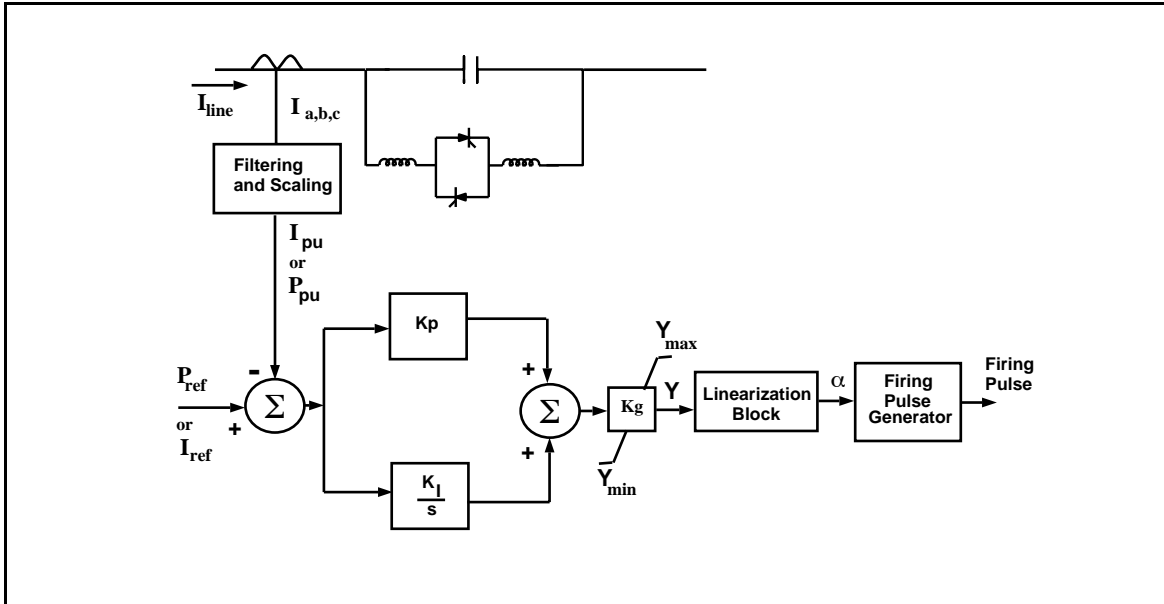 I line
I a,b,c
Filtering
and Scaling
I pu
or
P pu
Kp
Y max
P ref
or
I ref
-
+
Σ
+
+
Σ
Kg
Y
Y min
Linearization
Block
α
Firing
Pulse
Generator
Firing
Pulse
K I
s